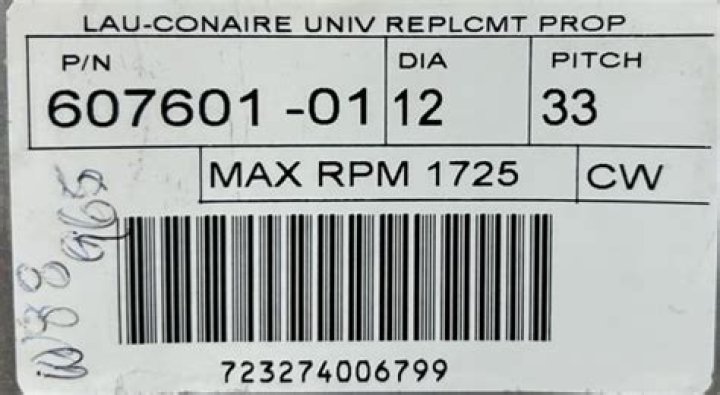 LAU-CONAIRE UNIV REPLCMT PROP
P/N DIA PITCH
607601 -01 12 33
MAX RPM 1725 CW
723274006799